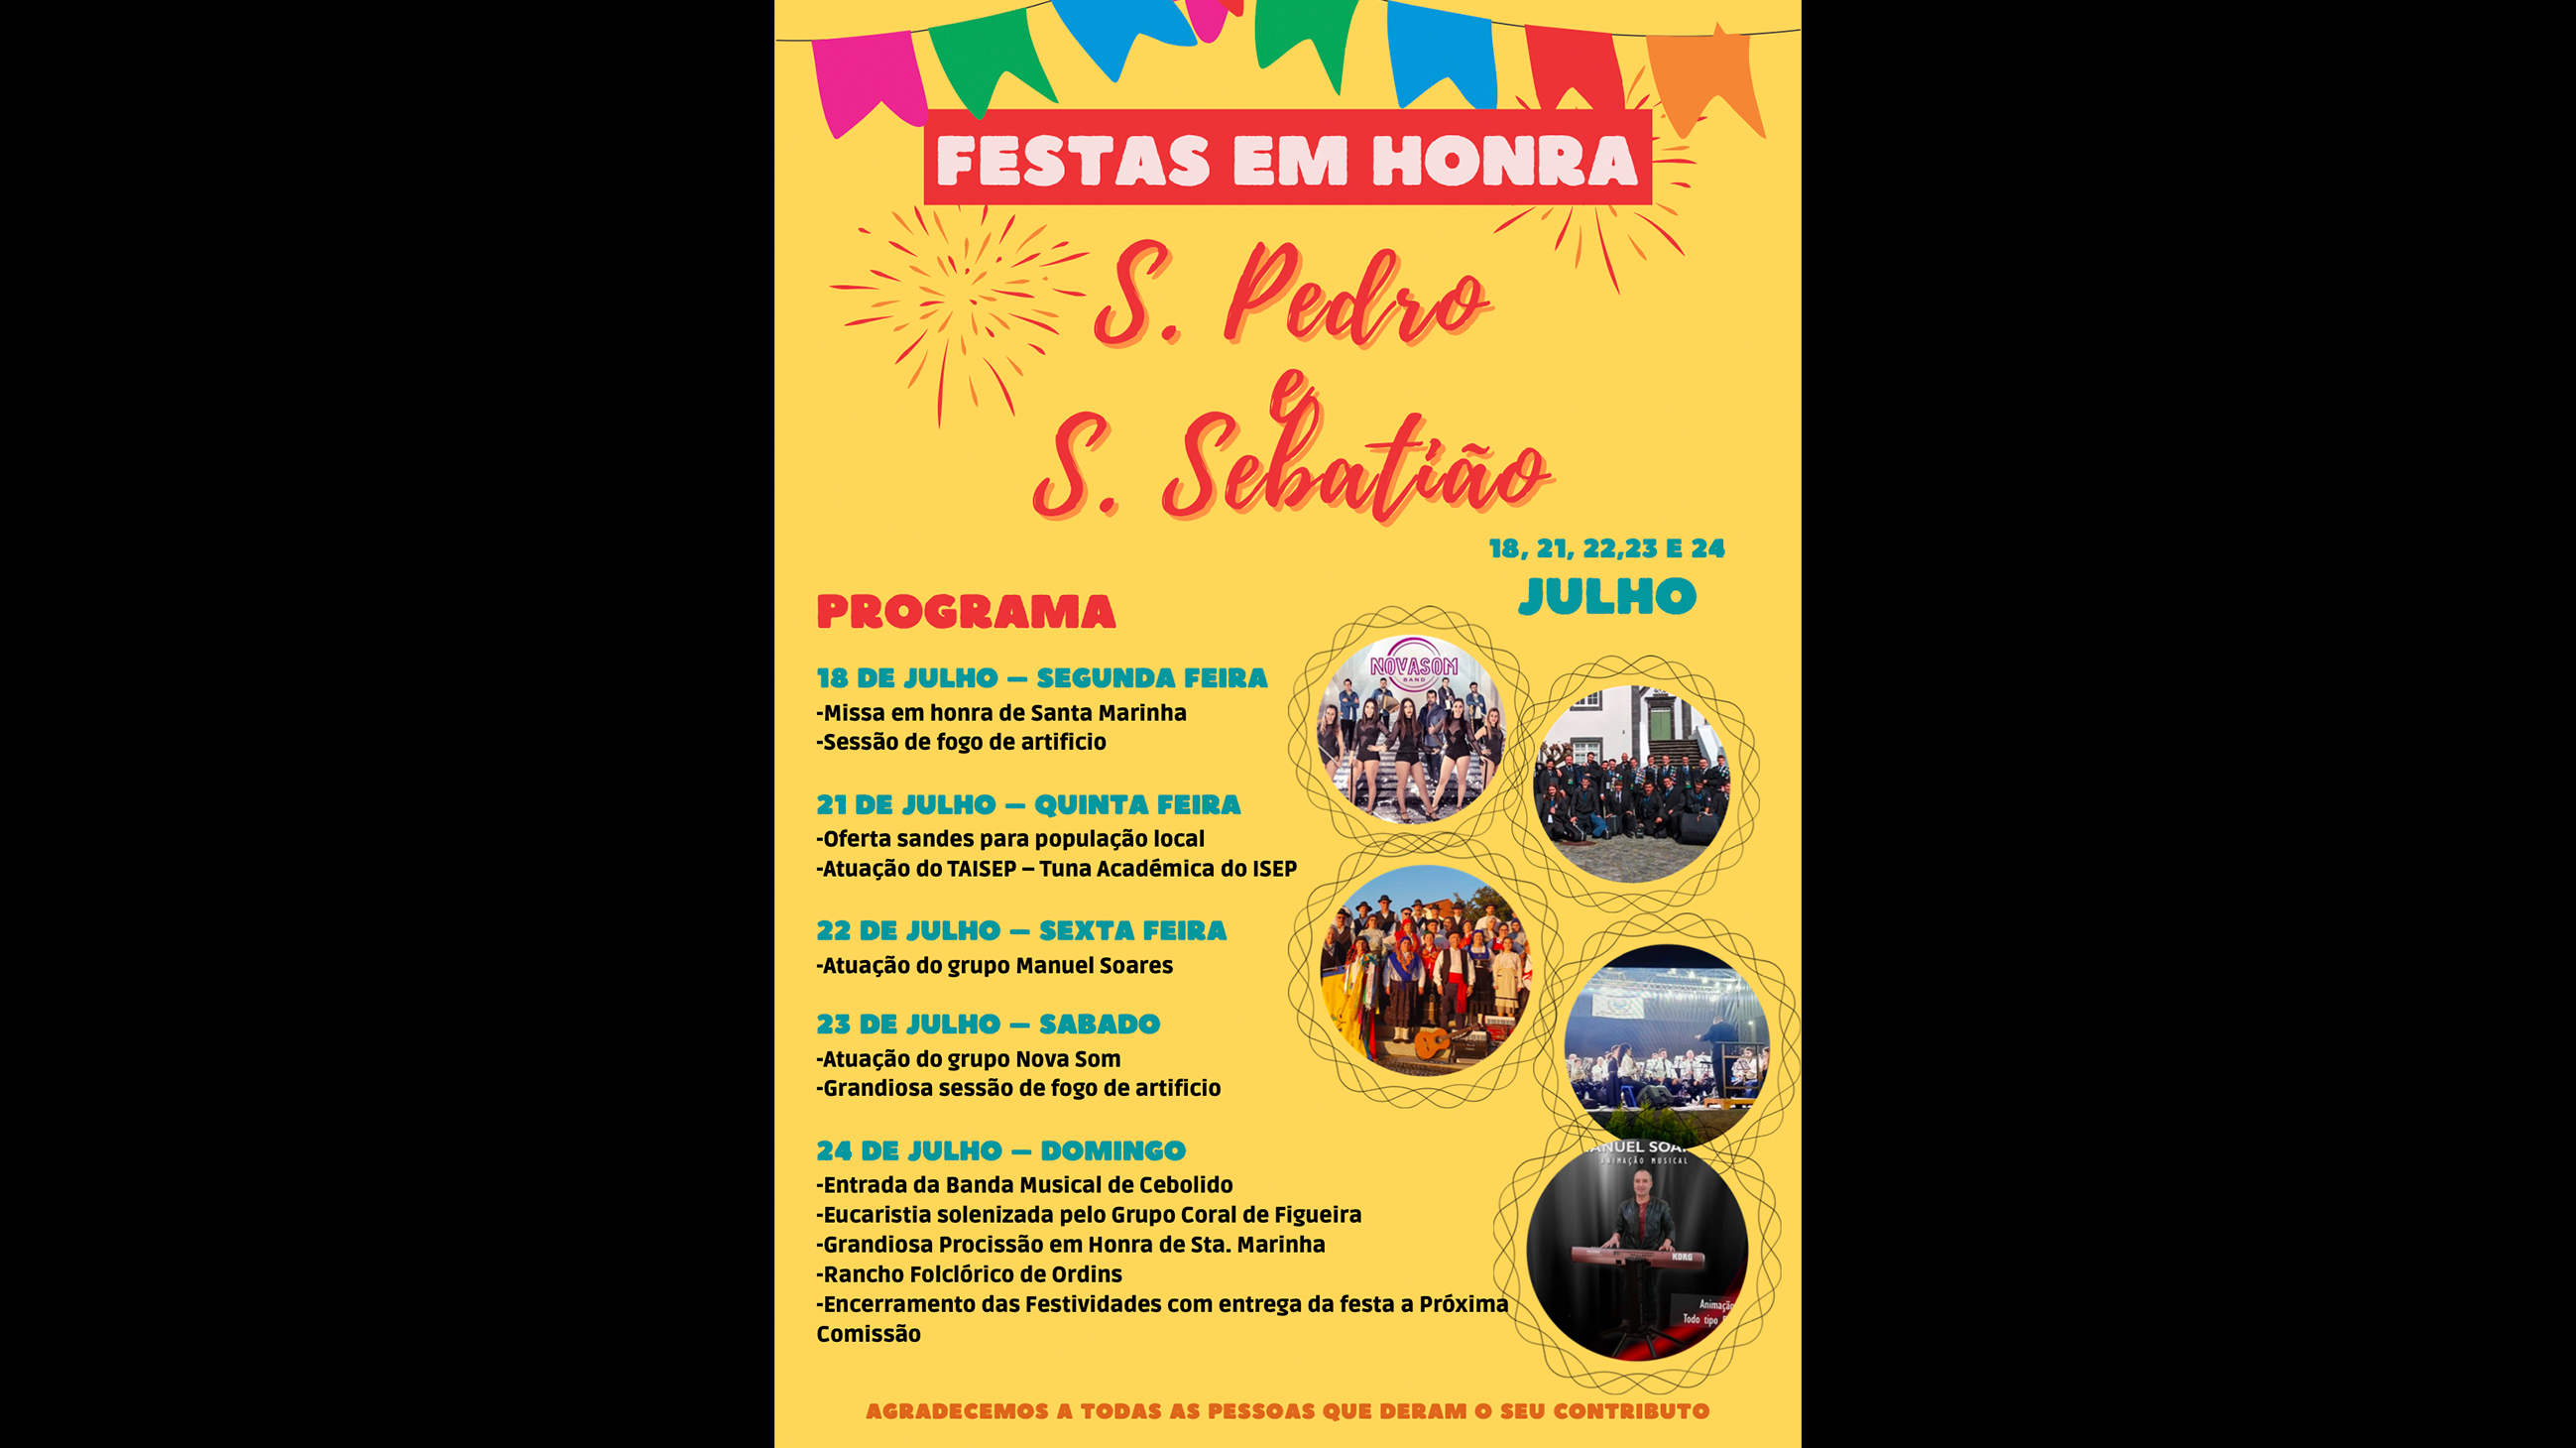 FESTAS EM HONRA
S. Pedro
e
S. Sebatião
18, 21, 22,23 E 24
JULHO
PROGRAMA
18 DE JULHO – SEGUNDA FEIRA
-Missa em honra de Santa Marinha
-Sessão de fogo de artificio
21 DE JULHO – QUINTA FEIRA
-Oferta sandes para população local
-Atuação do TAISEP – Tuna Académica do ISEP
22 DE JULHO – SEXTA FEIRA
-Atuação do grupo Manuel Soares
23 DE JULHO – SABADO
-Atuação do grupo Nova Som
-Grandiosa sessão de fogo de artificio
24 DE JULHO – DOMINGO
-Entrada da Banda Musical de Cebolido
-Eucaristia solenizada pelo Grupo Coral de Figueira
-Grandiosa Procissão em Honra de Sta. Marinha
-Rancho Folclórico de Ordins
-Encerramento das Festividades com entrega da festa a Próxima
Comissão
NOVASOM
BAND
ANUEL SOA
ANIMAÇÃO MUSICAL
KORG
Animação
Todo tipo
AGRADECEMOS A TODAS AS PESSOAS QUE DERAM O SEU CONTRIBUTO